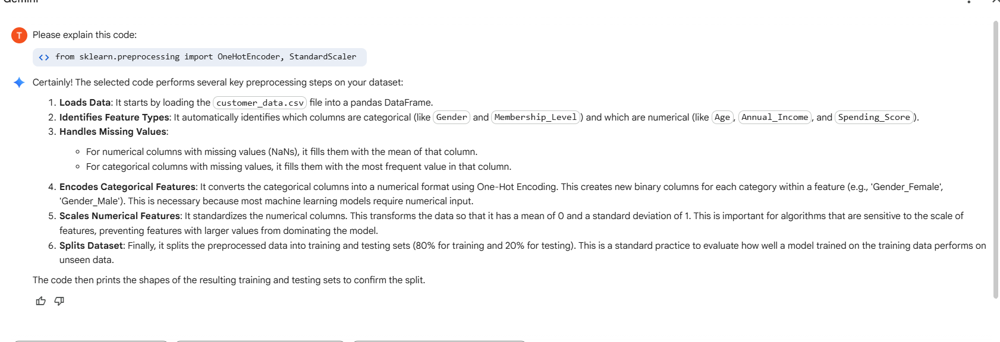 Gemini
T
Please explain this code:
<> from sklearn.preprocessing import OneHotEncoder, StandardScaler
Certainly! The selected code performs several key preprocessing steps on your dataset:
1. Loads Data: It starts by loading the customer_data.csv file into a pandas DataFrame.
2. Identifies Feature Types: It automatically identifies which columns are categorical (like Gender and Membership_Level) and which are numerical (like Age, Annual_Income, and Spending_Score).
3. Handles Missing Values:
◦ For numerical columns with missing values (NaNs), it fills them with the mean of that column.
◦ For categorical columns with missing values, it fills them with the most frequent value in that column.
4. Encodes Categorical Features: It converts the categorical columns into a numerical format using One-Hot Encoding. This creates new binary columns for each category within a feature (e.g., 'Gender_Female',
'Gender_Male'). This is necessary because most machine learning models require numerical input.
5. Scales Numerical Features: It standardizes the numerical columns. This transforms the data so that it has a mean of 0 and a standard deviation of 1. This is important for algorithms that are sensitive to the scale of
features, preventing features with larger values from dominating the model.
6. Splits Dataset: Finally, it splits the preprocessed data into training and testing sets (80% for training and 20% for testing). This is a standard practice to evaluate how well a model trained on the training data performs on
unseen data.
The code then prints the shapes of the resulting training and testing sets to confirm the split.